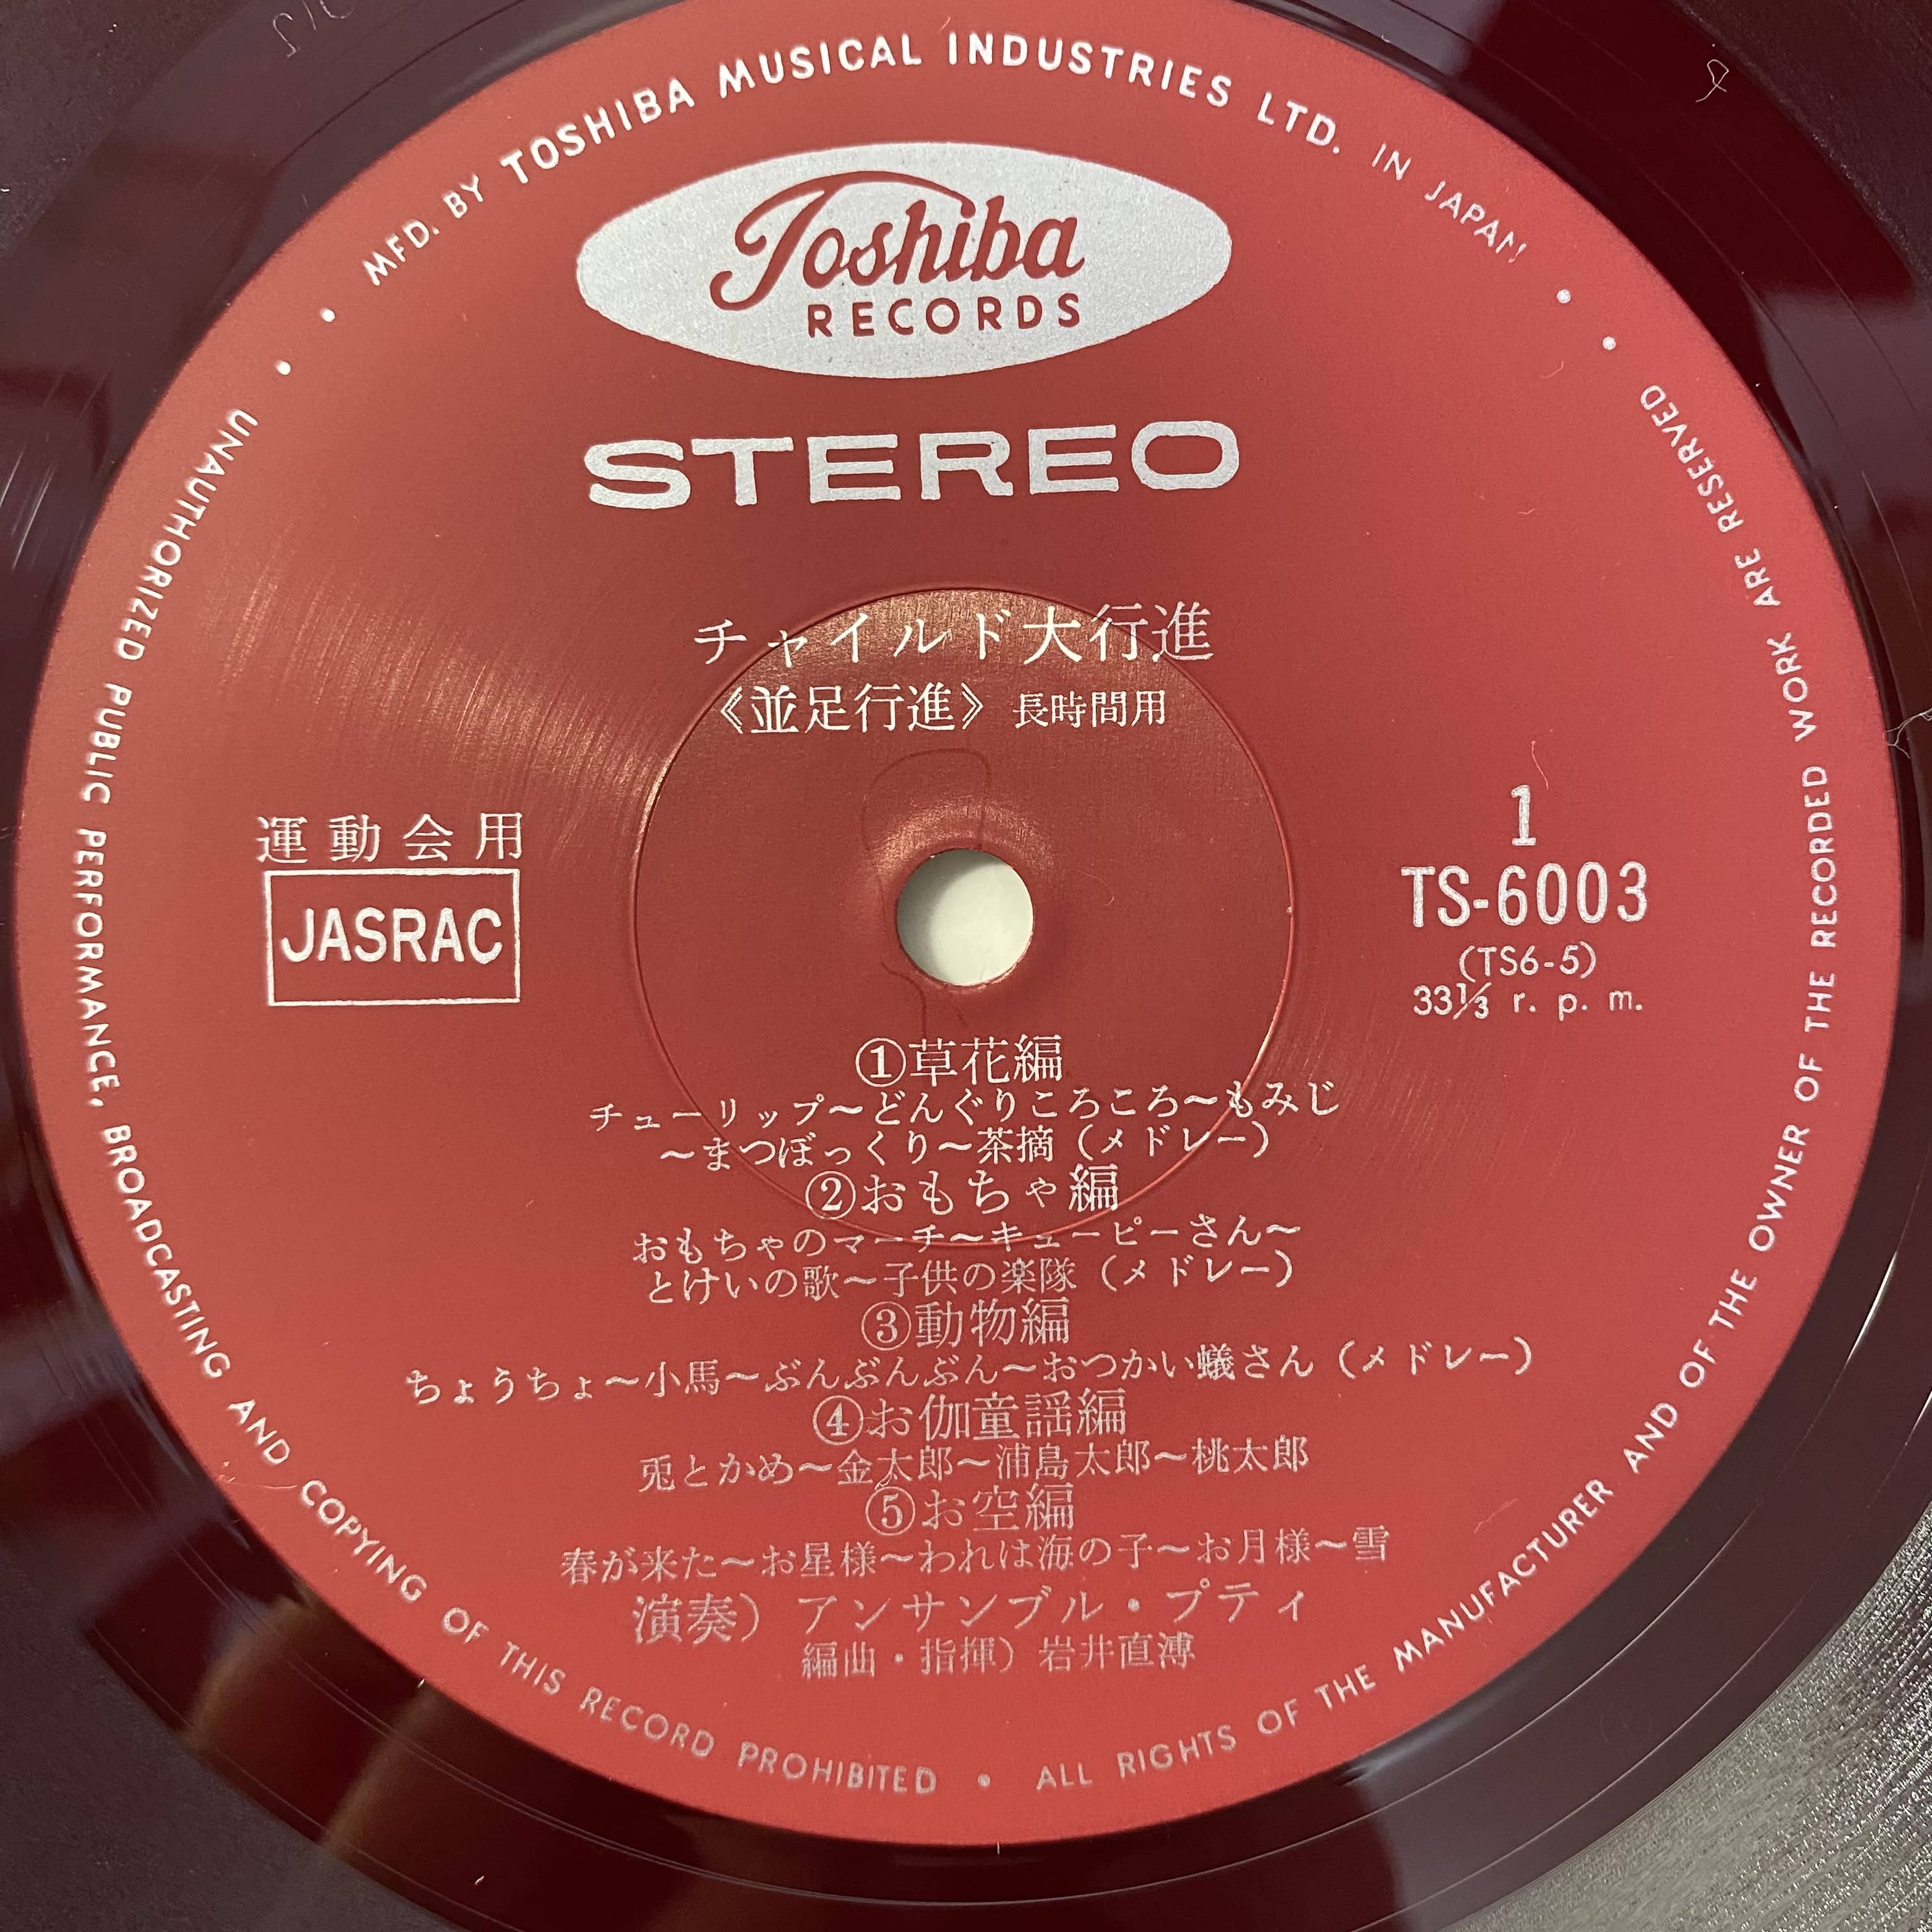 MFD. BY TOSHIBA MUSICAL INDUSTRIES LTD. IN JAPAN
Toshiba
RECORDS
STEREO
チャイルド大行進
《並足行進》長時間用
運動会用
JASRAC
1
TS-6003
(TS6-5)
33⅓ r. p. m.
①草花編
チューリップ〜どんぐりころころ〜もみじ
〜まつぼっくり〜茶摘(メドレー)
②おもちゃ編
おもちゃのマーチ〜キューピーさん〜
とけいの歌〜子供の楽隊(メドレー)
③動物編
ちょうちょ〜小馬〜ぶんぶんぶん〜おつかい蟻さん(メドレー)
④お伽童謡編
兎とかめ〜金太郎〜浦島太郎〜桃太郎
⑤お空編
春が来た〜お星様〜われは海の子〜お月様〜雪
演奏)アンサンブル・プティ
編曲・指揮)岩井直溥
UNAUTHORIZED PUBLIC PERFORMANCE, BROADCASTING AND COPYING OF THIS RECORD PROHIBITED • ALL RIGHTS OF THE MANUFACTURER AND OF THE OWNER OF THE RECORDED WORK ARE RESERVED